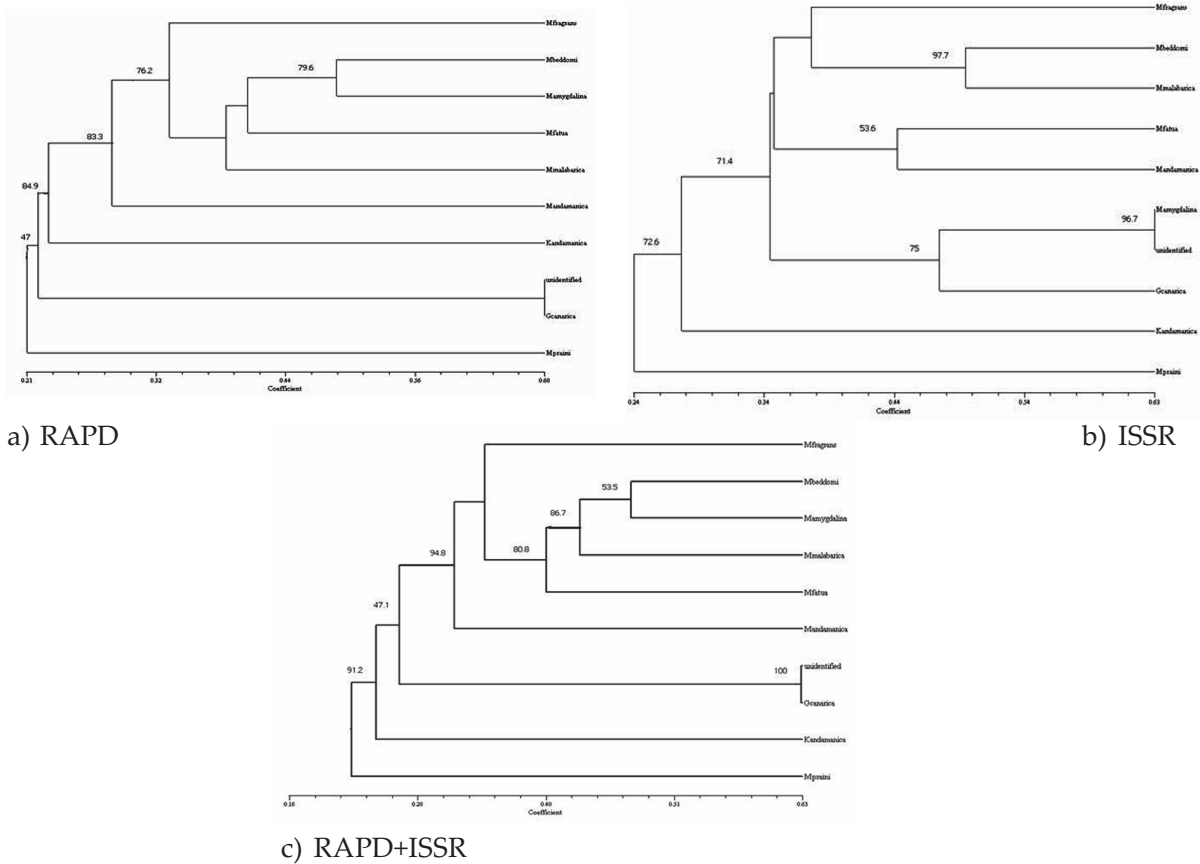 Mfragrans
76.2
79.6
Mbeddomi
Mamygdalina
83.3
Mfatua
Mmalabarica
84.9
Mandamanica
47
Kandamanica
unidentified
Gcanarica
Mpraini
0.21 0.32 0.44 0.56 0.68
Coefficient
a) RAPD
Mfragrans
97.7
Mbeddomi
Mmalabarica
53.6
Mfatua
71.4
Mandamanica
96.7
Mamygdalina
unidentified
72.6
75
Gcanarica
Kandamanica
Mpraini
0.24 0.34 0.44 0.54 0.63
Coefficient
b) ISSR
Mfragrans
53.5
Mbeddomi
86.7
Mamygdalina
94.8
80.8
Mmalabarica
Mfatua
47.1
Mandamanica
91.2
100
unidentified
Gcanarica
Kandamanica
Mpraini
0.16 0.28 0.40 0.51 0.63
Coefficient
c) RAPD+ISSR